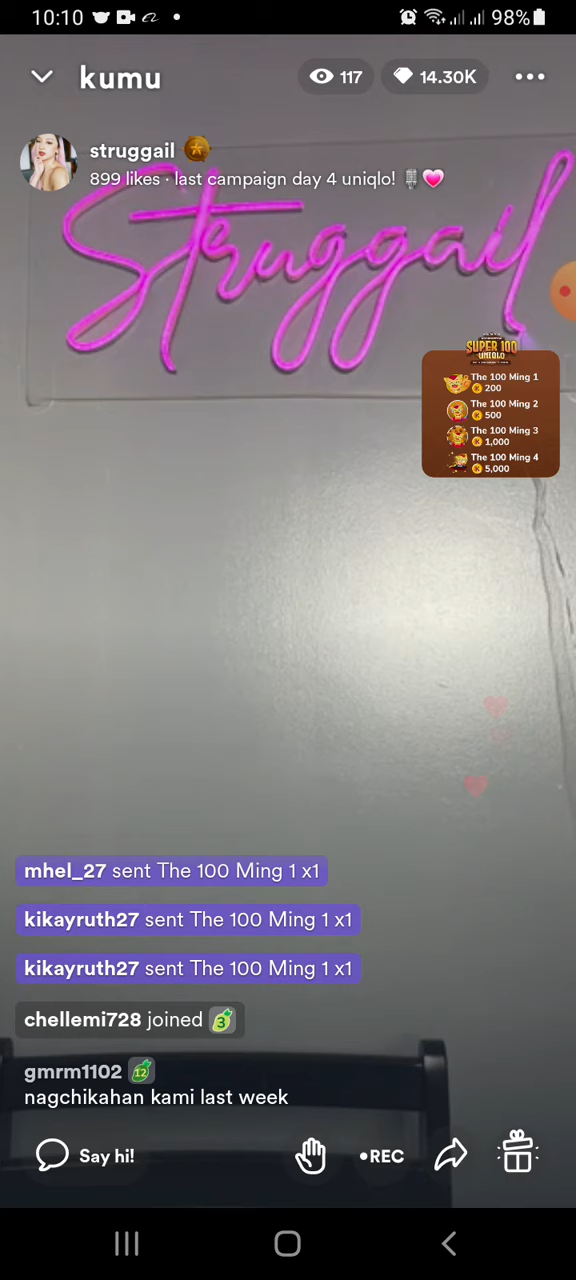 10:10
98%
kumu
117
14.30K
struggail
899 likes · last campaign day 4 uniqlo!
Struggail
SUPER 100
UNIQLO
The 100 Ming 1
200
The 100 Ming 2
500
The 100 Ming 3
1,000
The 100 Ming 4
5,000
mhel_27 sent The 100 Ming 1 x1
kikayruth27 sent The 100 Ming 1 x1
kikayruth27 sent The 100 Ming 1 x1
chellemi728 joined 3
gmrm1102 12
nagchikahan kami last week
Say hi!
•REC